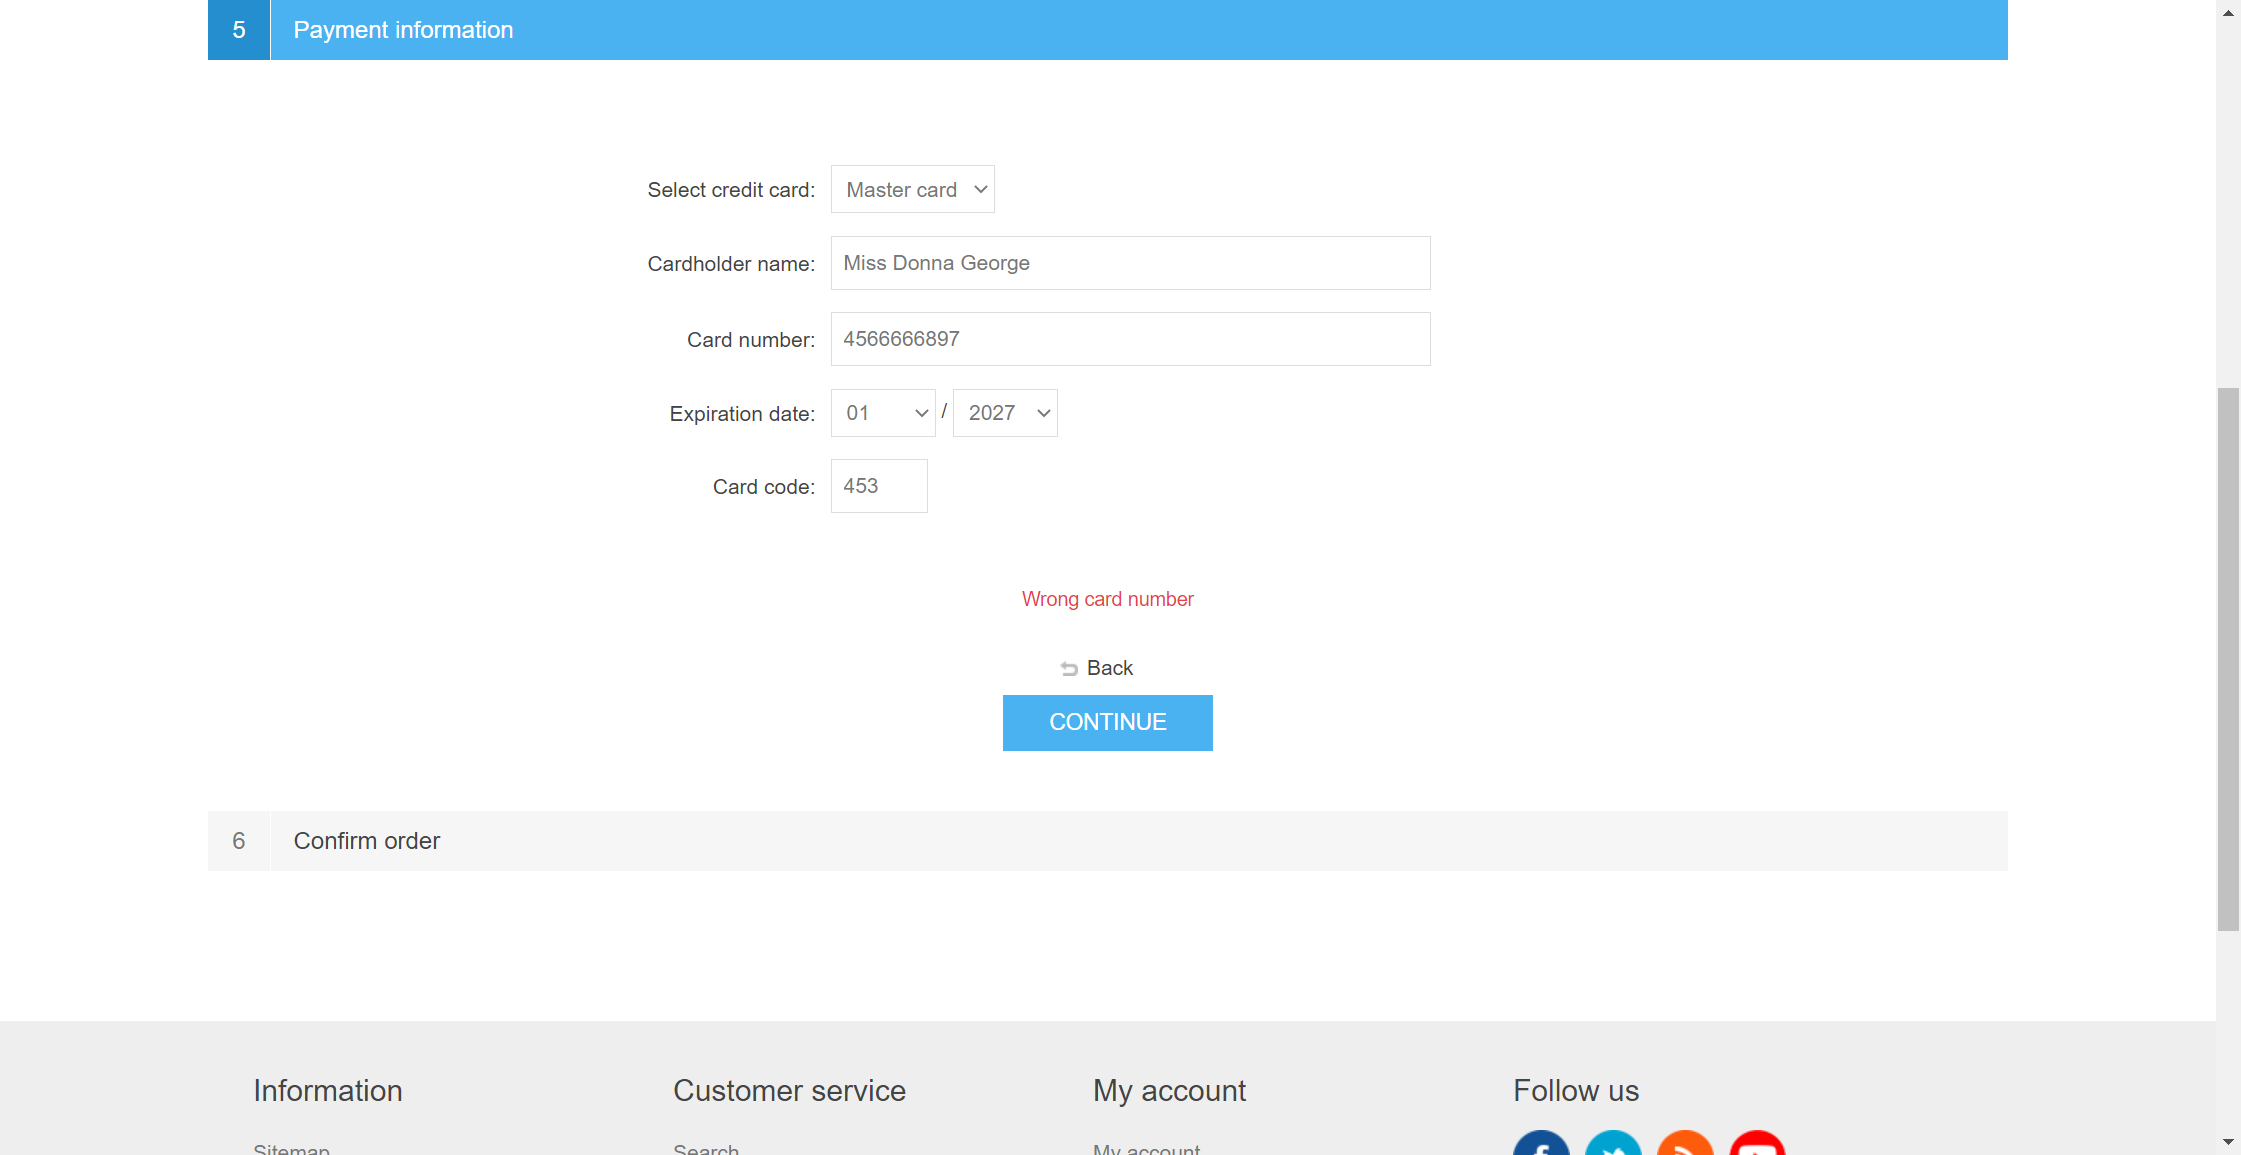 5 Payment information
Select credit card: Master card
Cardholder name: Miss Donna George
Card number: 4566666897
Expiration date: 01 / 2027
Card code: 453
Wrong card number
Back
CONTINUE
6 Confirm order
Information Customer service My account Follow us
Sitemap Search My account